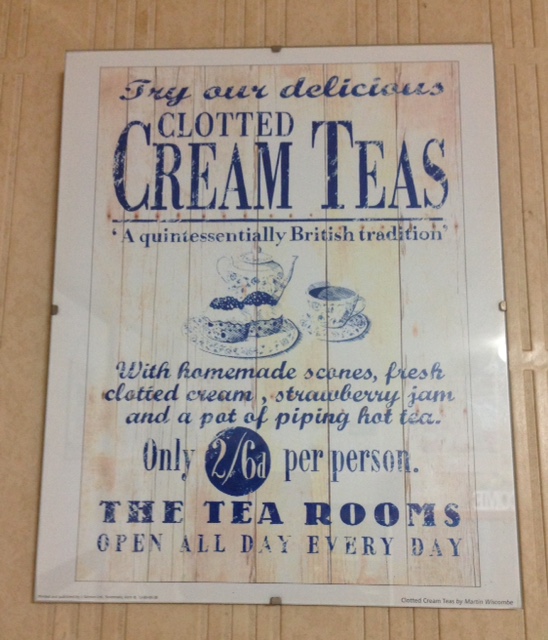 Try our delicious
CLOTTED
CREAM TEAS
'A quintessentially British tradition'
With homemade scones, fresh
clotted cream, strawberry jam
and a pot of piping hot tea.
Only 2/6d per person.
THE TEA ROOMS
OPEN ALL DAY EVERY DAY
Clotted Cream Teas by Martin Wiscombe